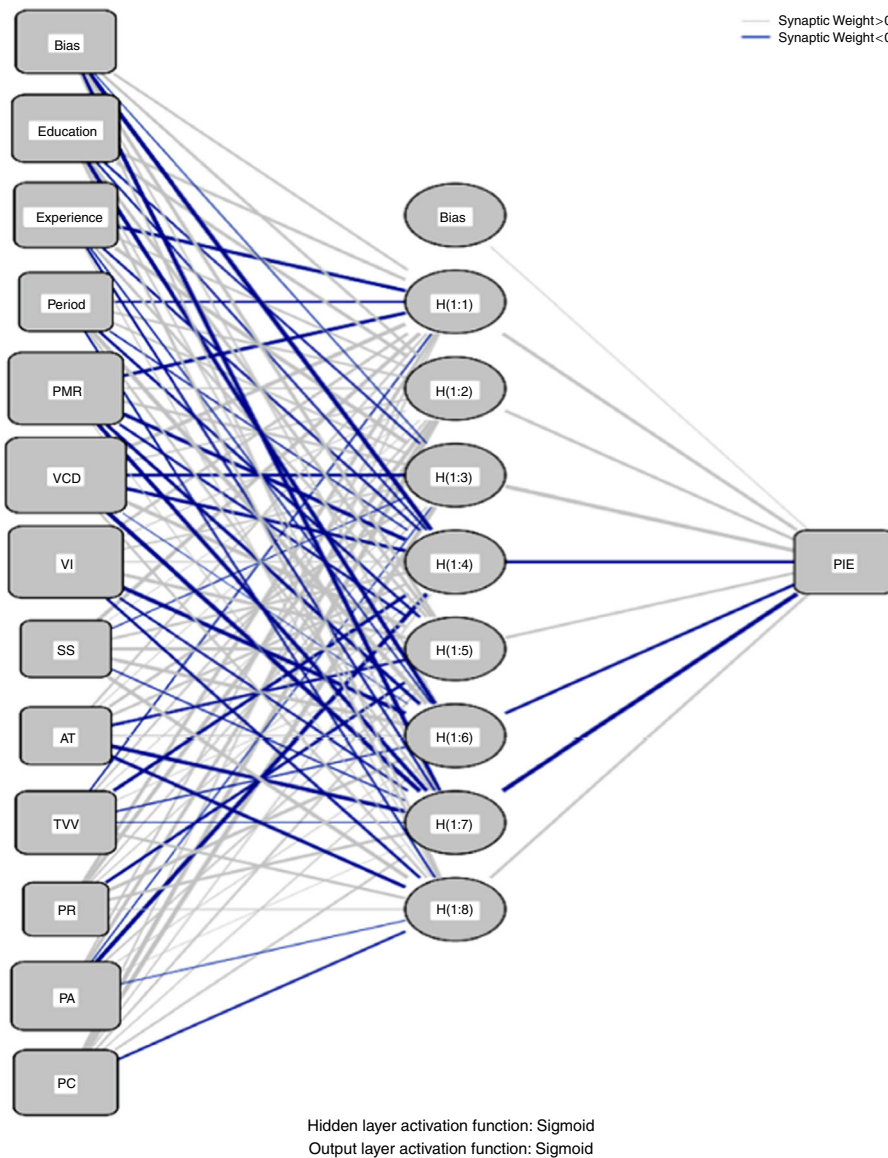 Synaptic Weight>0
Synaptic Weight<0
Bias
Education
Experience
Period
PMR
VCD
VI
SS
AT
TVV
PR
PA
PC
Bias
H(1:1)
H(1:2)
H(1:3)
H(1:4)
H(1:5)
H(1:6)
H(1:7)
H(1:8)
PIE
Hidden layer activation function: Sigmoid
Output layer activation function: Sigmoid